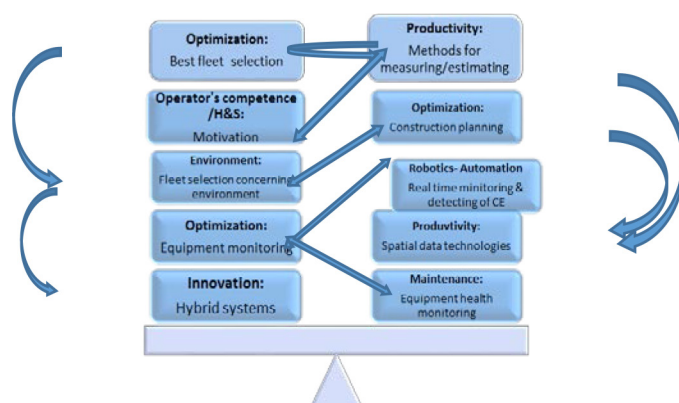 Optimization:
Best fleet selection
Operator's competence
/H&S:
Motivation
Environment:
Fleet selection concerning
environment
Optimization:
Equipment monitoring
Innovation:
Hybrid systems
Productivity:
Methods for
measuring/estimating
Optimization:
Construction planning
Robotics- Automation
Real time minitoring &
detecting of CE
Produvtivity:
Spatial data technologies
Maintenance:
Equipment health
monitoring